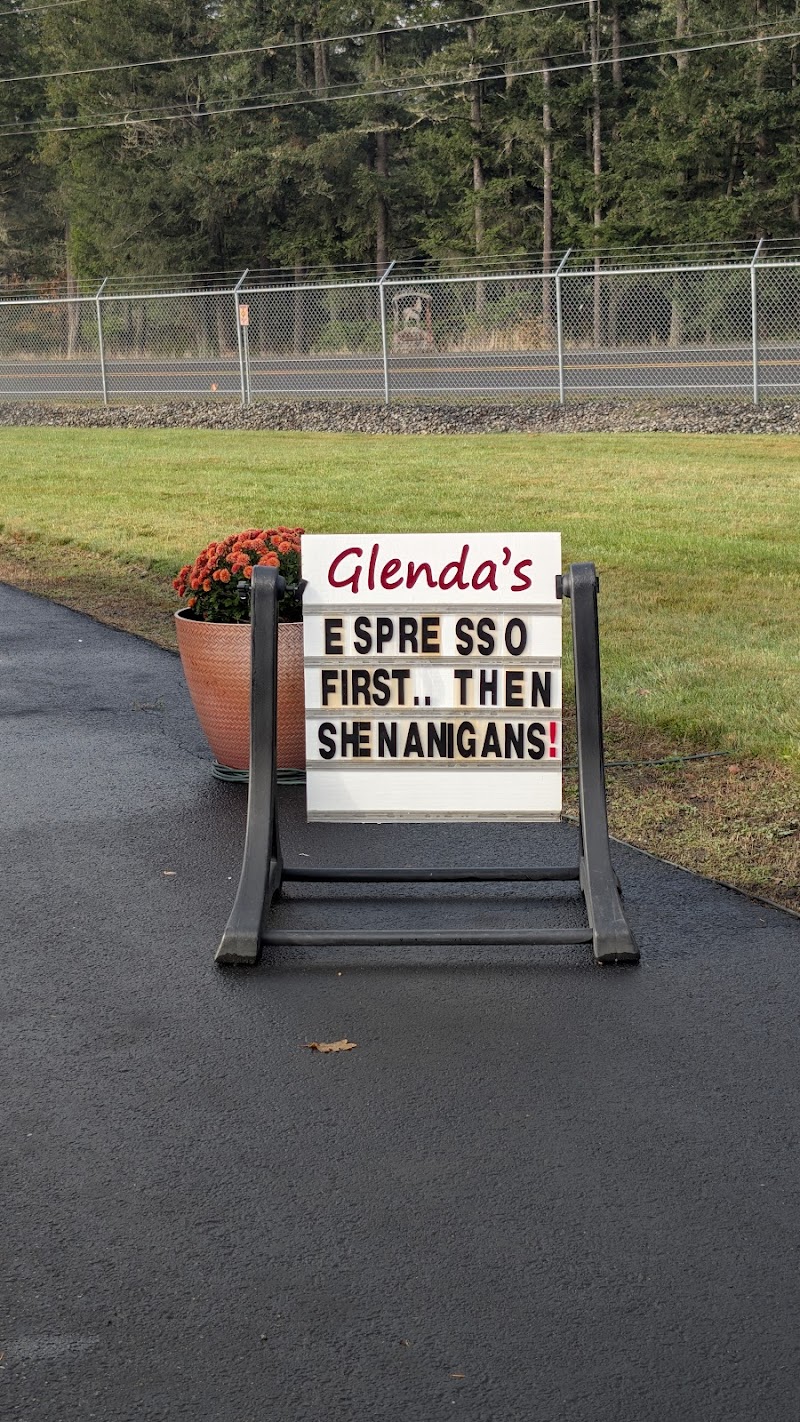 Glenda's
ESPRESSO
FIRST.. THEN
SHENANIGANS!